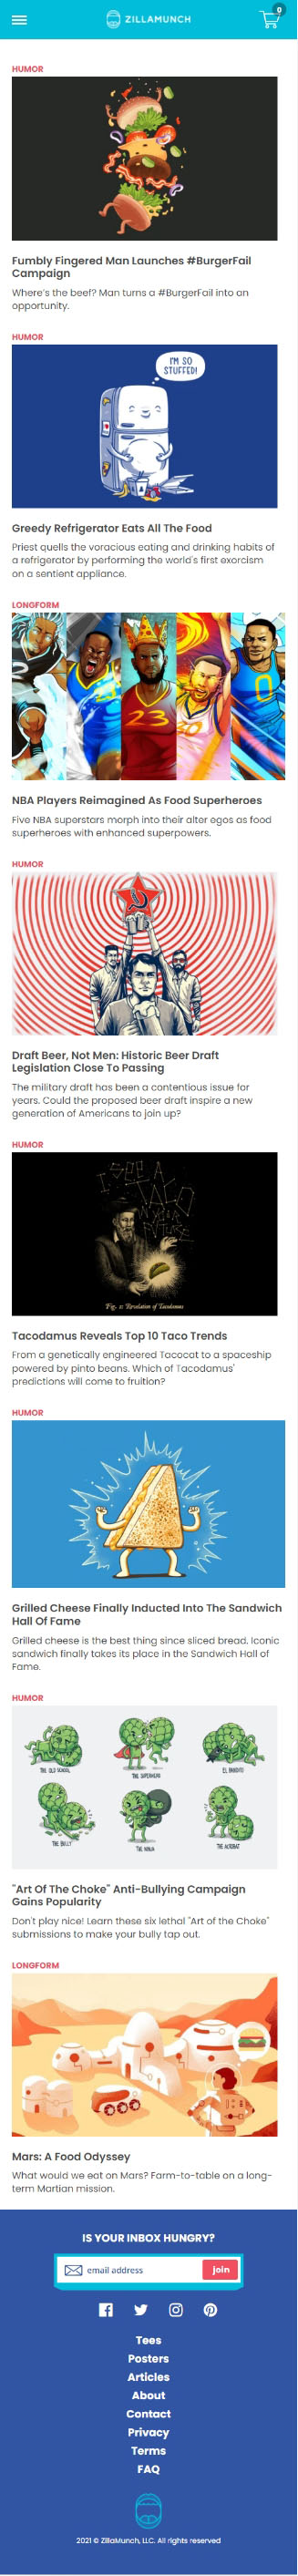 ZILLAMUNCH
0
HUMOR
Fumbly Fingered Man Launches #BurgerFail
Campaign
Where's the beef? Man turns a #BurgerFail into an
opportunity.
HUMOR
I'M SO
STUFFED!
Greedy Refrigerator Eats All The Food
Priest quells the voracious eating and drinking habits of
a refrigerator by performing the world's first exorcism
on a sentient appliance.
LONGFORM
23
30
0
NBA Players Reimagined As Food Superheroes
Five NBA superstars morph into their alter egos as food
superheroes with enhanced superpowers.
HUMOR
Draft Beer, Not Men: Historic Beer Draft
Legislation Close To Passing
The military draft has been a contentious issue for
years. Could the proposed beer draft inspire a new
generation of Americans to join up?
HUMOR
Tacodamus Reveals Top 10 Taco Trends
From a genetically engineered Tacocat to a spaceship
powered by pinto beans. Which of Tacodamus'
predictions will come to fruition?
HUMOR
Grilled Cheese Finally Inducted Into The Sandwich
Hall Of Fame
Grilled cheese is the best thing since sliced bread. Iconic
sandwich finally takes its place in the Sandwich Hall of
Fame.
HUMOR
THE OLD SCHOOL
THE SUPERHERO
EL BANDITO
THE BULLY
THE NINJA
THE ACROBAT
"Art Of The Choke" Anti-Bullying Campaign
Gains Popularity
Don't play nice! Learn these six lethal "Art of the Choke"
submissions to make your bully tap out.
LONGFORM
Mars: A Food Odyssey
What would we eat on Mars? Farm-to-table on a long-
term Martian mission.
IS YOUR INBOX HUNGRY?
email address
join
Tees
Posters
Articles
About
Contact
Privacy
Terms
FAQ
2021 © ZillaMunch, LLC. All rights reserved